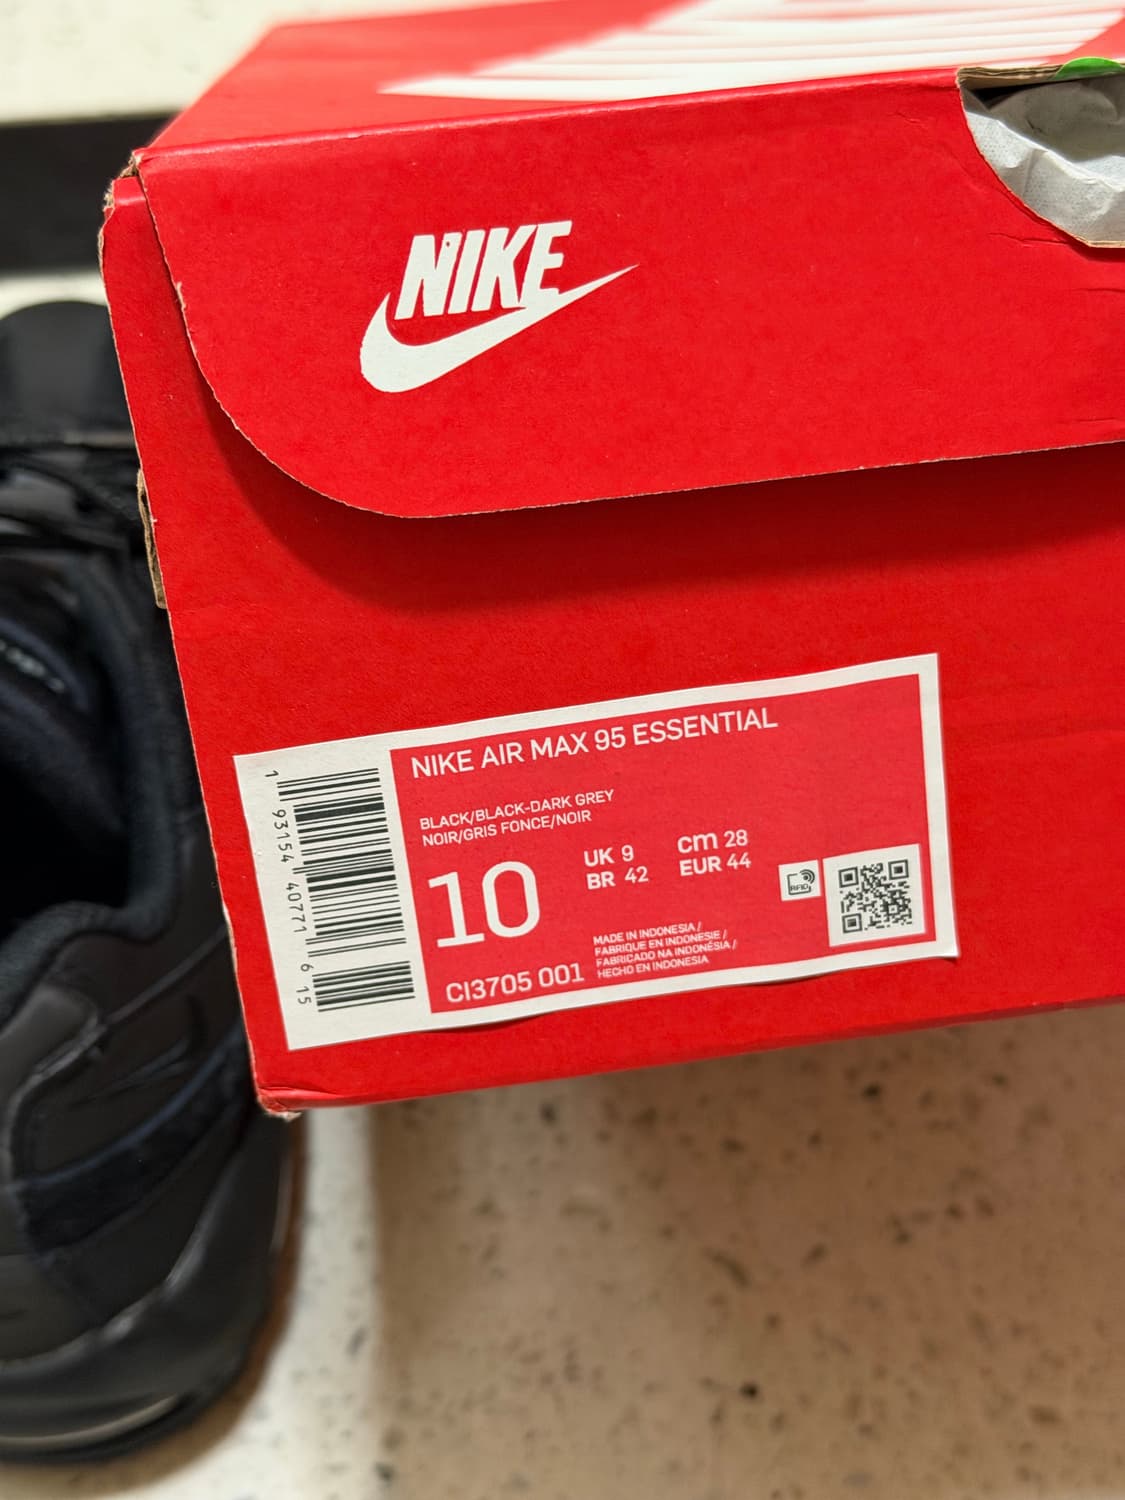 NIKE
NIKE AIR MAX 95 ESSENTIAL
BLACK/BLACK-DARK GREY
NOIR/GRIS FONCE/NOIR
10
UK 9
BR 42
cm 28
EUR 44
RFID
MADE IN INDONESIA /
FABRIQUE EN INDONESIE /
FABRICADO NA INDONÉSIA /
HECHO EN INDONESIA
CI3705 001
1 93154 40771 6 15